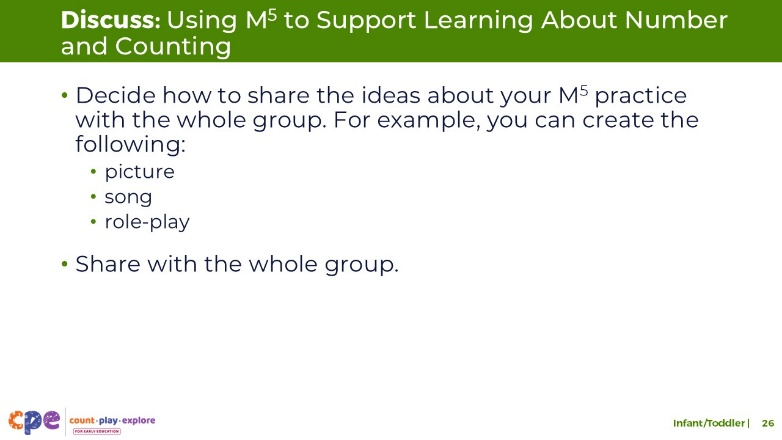 Discuss: Using M⁵ to Support Learning About Number
and Counting
• Decide how to share the ideas about your M⁵ practice
with the whole group. For example, you can create the
following:
• picture
• song
• role-play
• Share with the whole group.
cpe
count·play·explore
FOR EARLY EDUCATION
Infant/Toddler | 26